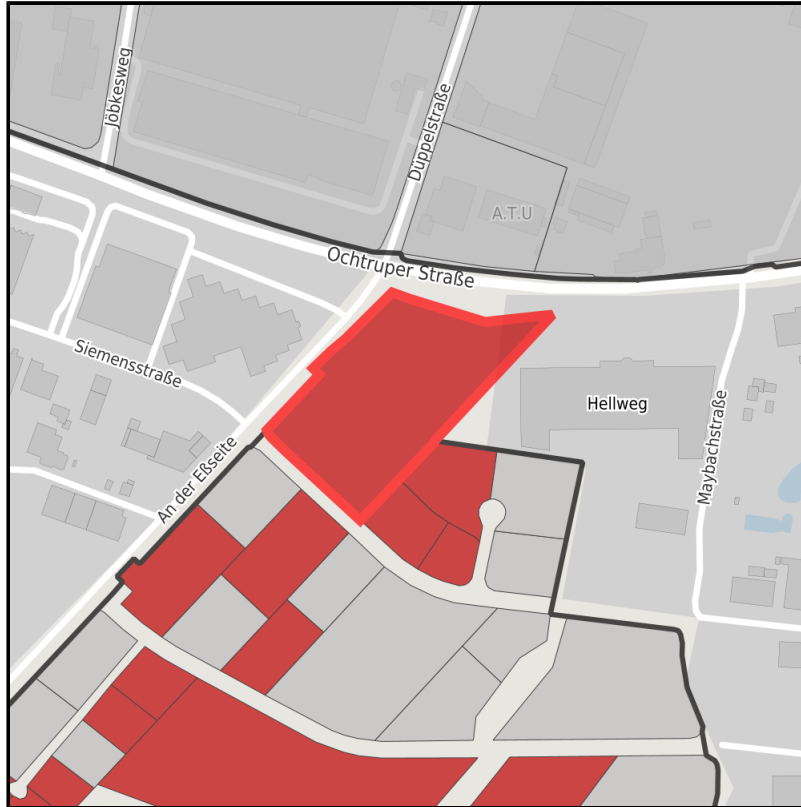 Jöbkesweg
Düppelstraße
A.T.U
Ochtruper Straße
Siemensstraße
Hellweg
Maybachstraße
An der Eßseite